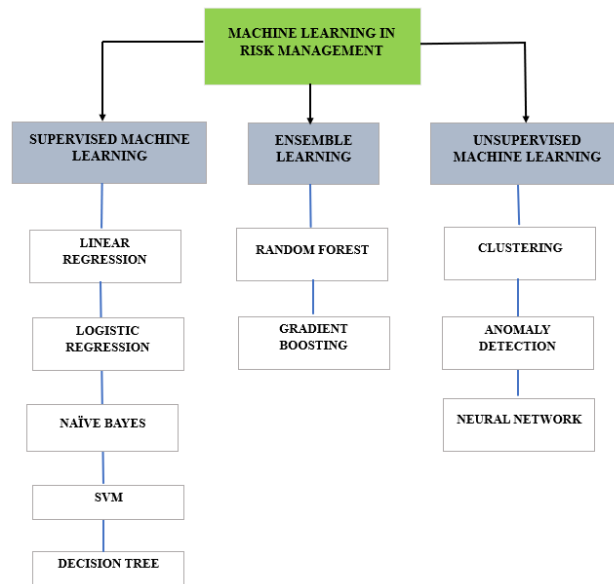 MACHINE LEARNING IN
RISK MANAGEMENT
SUPERVISED MACHINE
LEARNING
ENSEMBLE
LEARNING
UNSUPERVISED
MACHINE LEARNING
LINEAR
REGRESSION
RANDOM FOREST
CLUSTERING
LOGISTIC
REGRESSION
GRADIENT
BOOSTING
ANOMALY
DETECTION
NAÏVE BAYES
NEURAL NETWORK
SVM
DECISION TREE